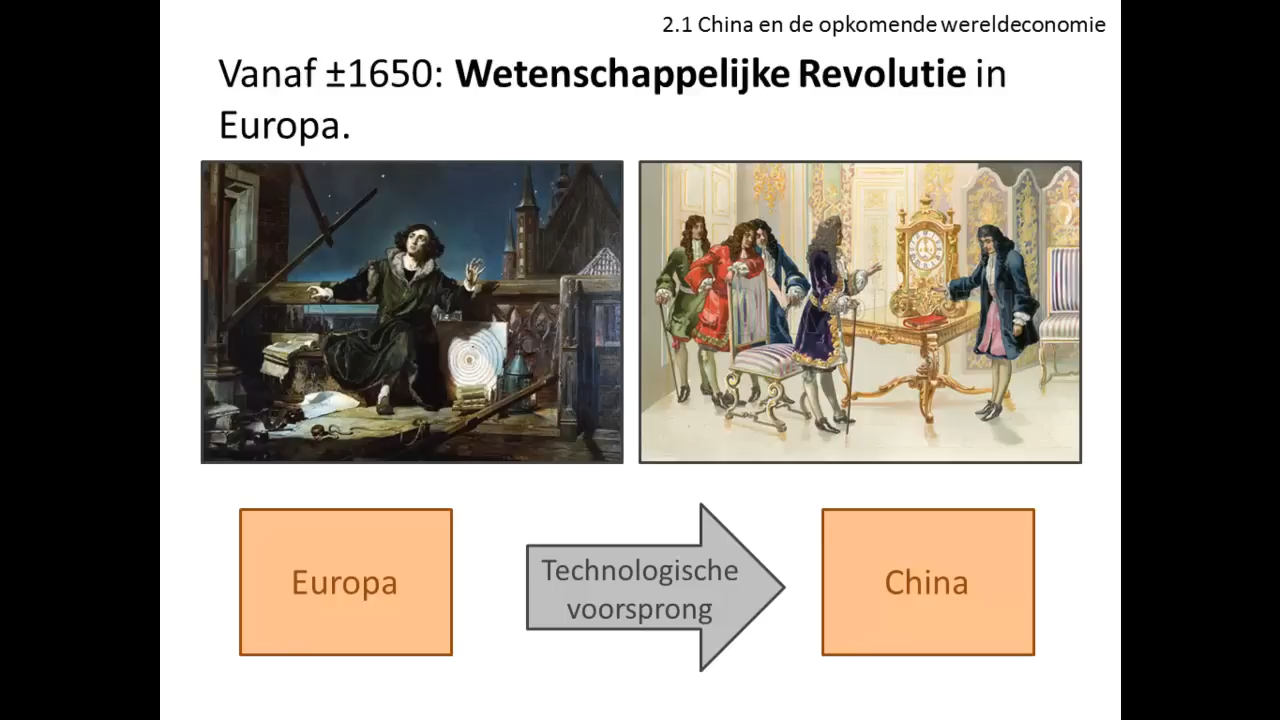 2.1 China en de opkomende wereldeconomie
Vanaf ±1650: Wetenschappelijke Revolutie in
Europa.
Europa
Technologische
voorsprong
China